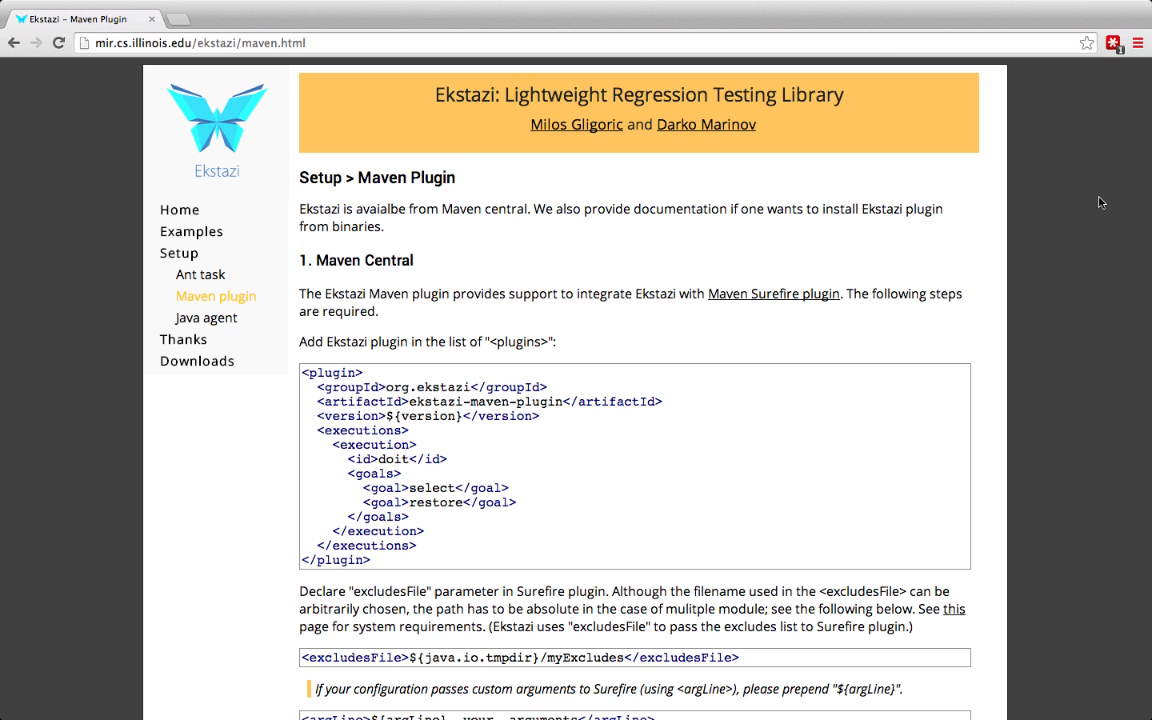 Ekstazi – Maven Plugin
mir.cs.illinois.edu/ekstazi/maven.html
1
Ekstazi
Home
Examples
Setup
Ant task
Maven plugin
Java agent
Thanks
Downloads
Ekstazi: Lightweight Regression Testing Library
Milos Gligoric and Darko Marinov
Setup > Maven Plugin
Ekstazi is avaialbe from Maven central. We also provide documentation if one wants to install Ekstazi plugin
from binaries.
1. Maven Central
The Ekstazi Maven plugin provides support to integrate Ekstazi with Maven Surefire plugin. The following steps
are required.
Add Ekstazi plugin in the list of "<plugins>":
<plugin>
  <groupId>org.ekstazi</groupId>
  <artifactId>ekstazi-maven-plugin</artifactId>
  <version>${version}</version>
  <executions>
    <execution>
      <id>doit</id>
      <goals>
        <goal>select</goal>
        <goal>restore</goal>
      </goals>
    </execution>
  </executions>
</plugin>
Declare "excludesFile" parameter in Surefire plugin. Although the filename used in the <excludesFile> can be
arbitrarily chosen, the path has to be absolute in the case of mulitple module; see the following below. See this
page for system requirements. (Ekstazi uses "excludesFile" to pass the excludes list to Surefire plugin.)
<excludesFile>${java.io.tmpdir}/myExcludes</excludesFile>
If your configuration passes custom arguments to Surefire (using <argLine>), please prepend "${argLine}".
<argLine>${argLine} your arguments</argLine>